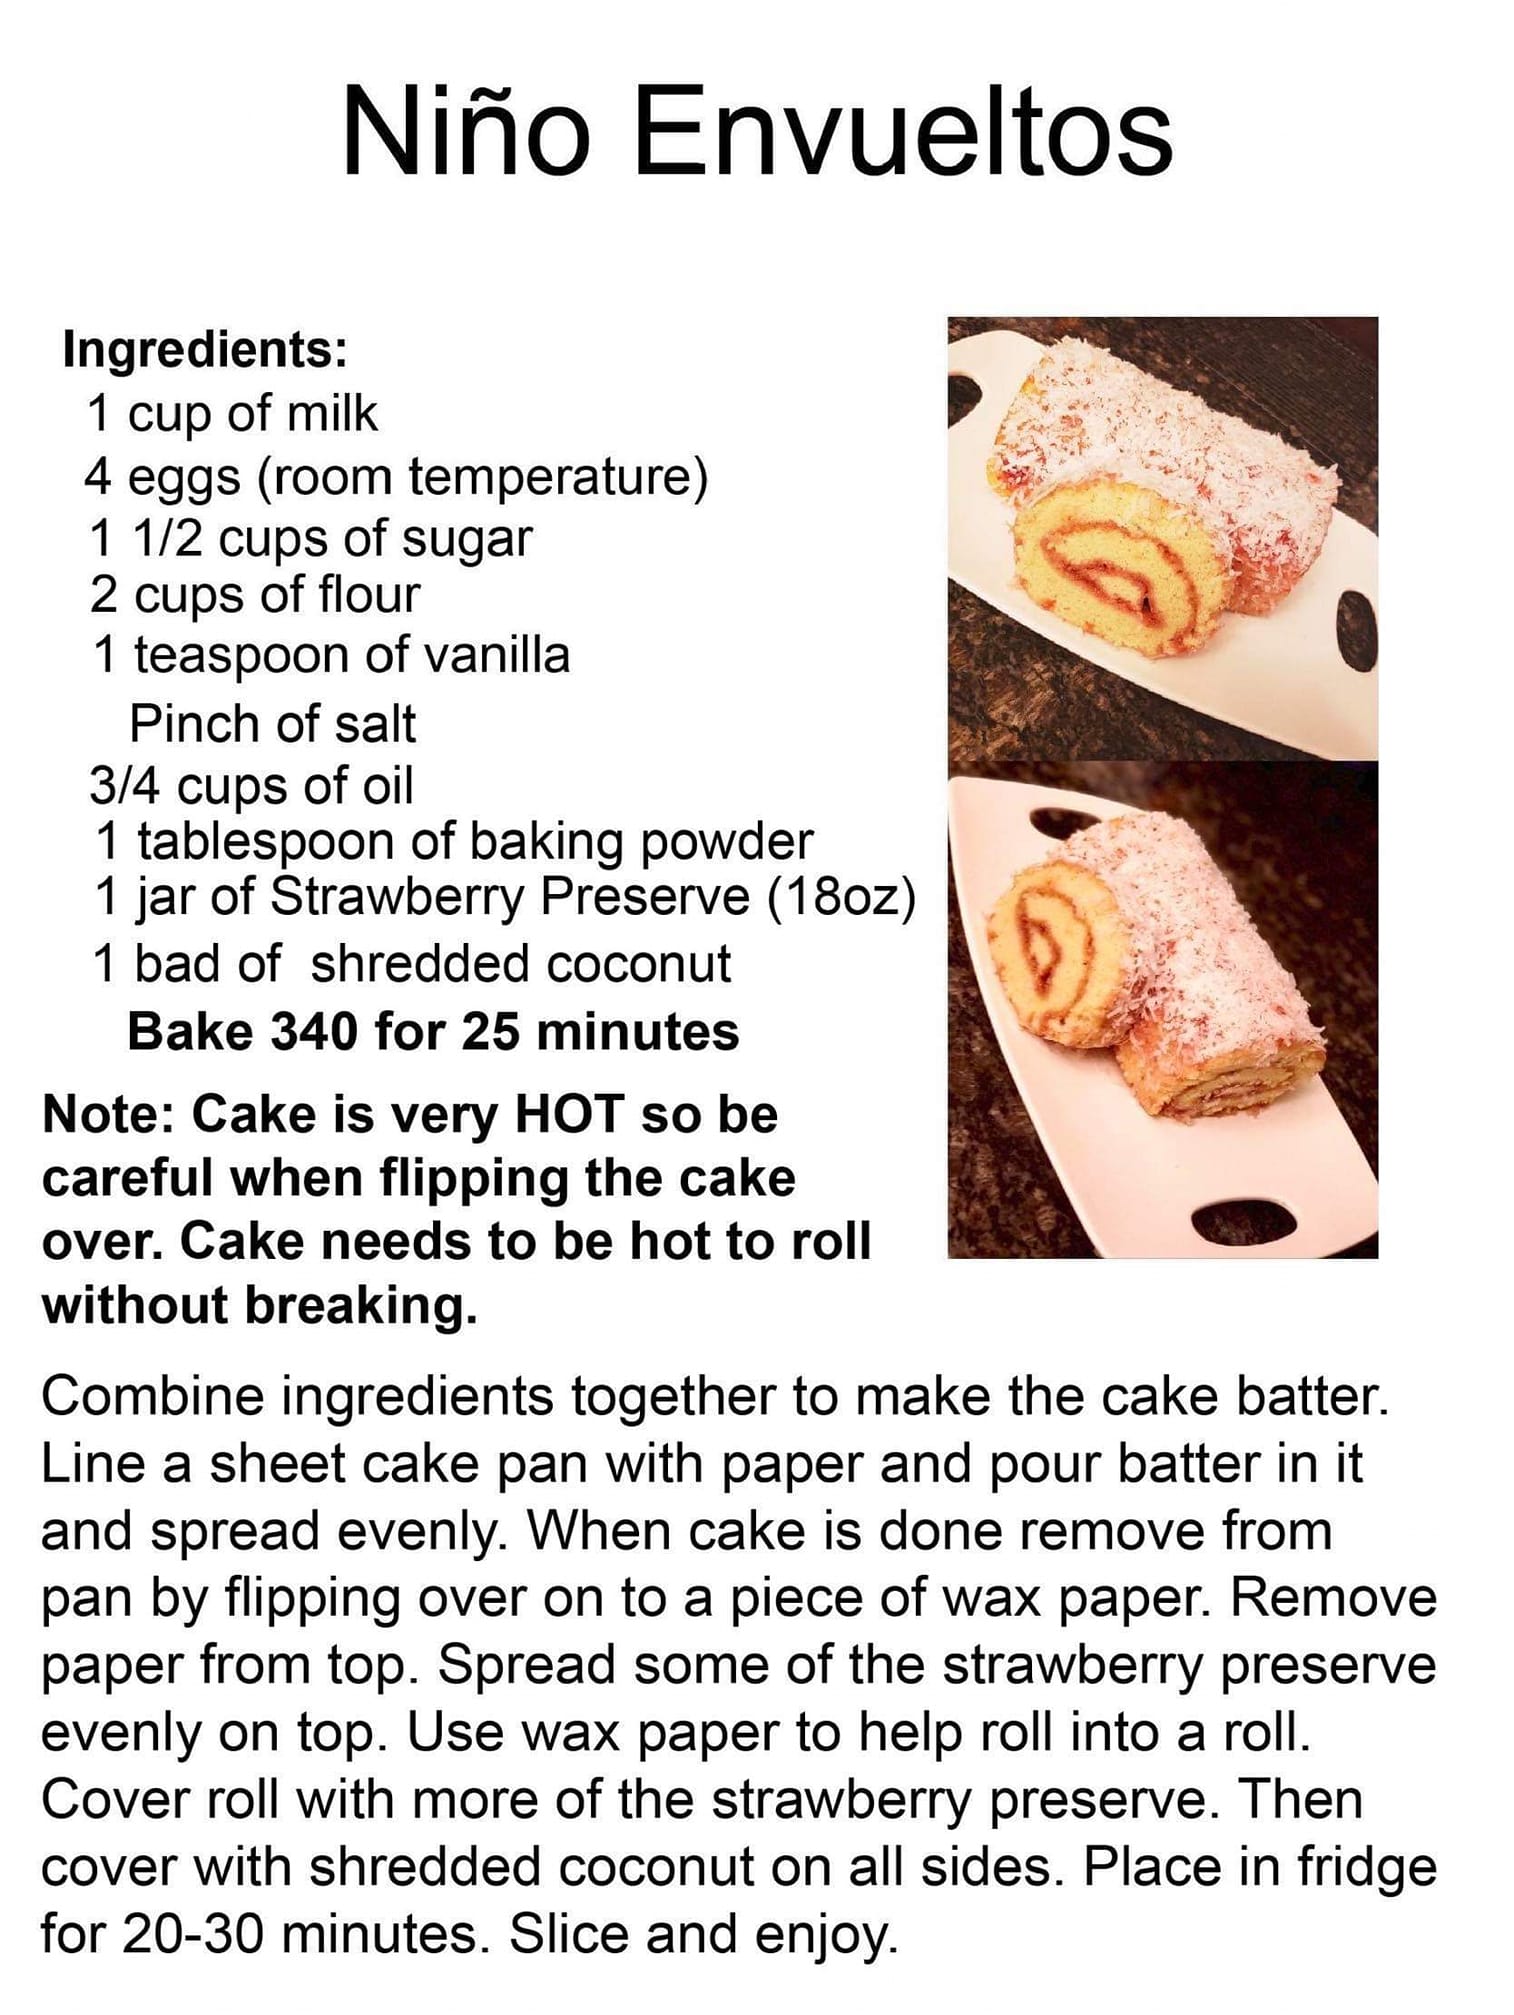 Niño Envueltos
Ingredients:
1 cup of milk
4 eggs (room temperature)
1 1/2 cups of sugar
2 cups of flour
1 teaspoon of vanilla
Pinch of salt
3/4 cups of oil
1 tablespoon of baking powder
1 jar of Strawberry Preserve (18oz)
1 bad of shredded coconut
Bake 340 for 25 minutes
Note: Cake is very HOT so be
careful when flipping the cake
over. Cake needs to be hot to roll
without breaking.
Combine ingredients together to make the cake batter.
Line a sheet cake pan with paper and pour batter in it
and spread evenly. When cake is done remove from
pan by flipping over on to a piece of wax paper. Remove
paper from top. Spread some of the strawberry preserve
evenly on top. Use wax paper to help roll into a roll.
Cover roll with more of the strawberry preserve. Then
cover with shredded coconut on all sides. Place in fridge
for 20-30 minutes. Slice and enjoy.